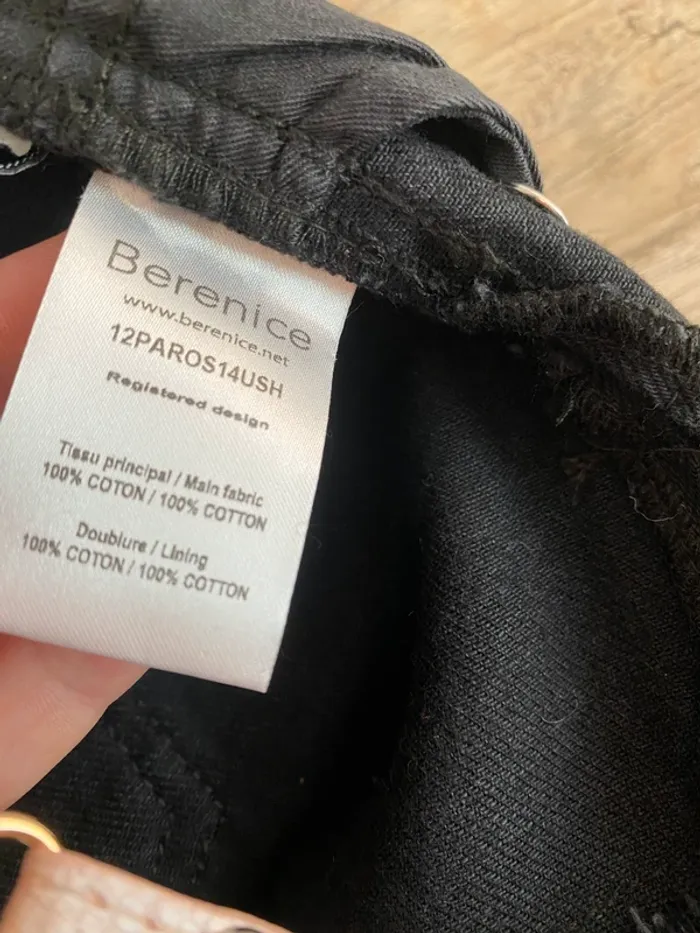 Berenice
www.berenice.net
12PAROS14USH
Registered design
Tissu principal / Main fabric
100% COTON / 100% COTTON
Doublure / Lining
100% COTON / 100% COTTON